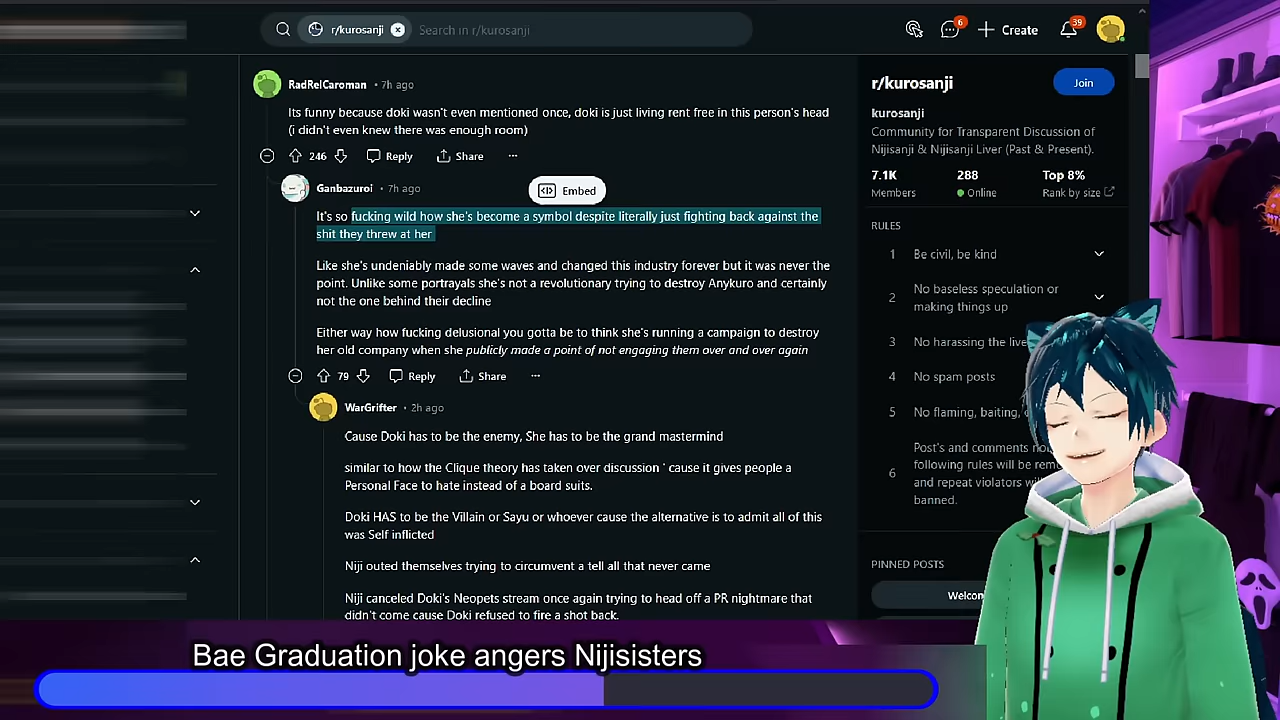 r/kurosanji
Search in r/kurosanji
6
Create
39
RadRelCaroman • 7h ago
Its funny because doki wasn't even mentioned once, doki is just living rent free in this person's head
(i didn't even knew there was enough room)
246
Reply
Share
Ganbazuroi • 7h ago
Embed
It's so fucking wild how she's become a symbol despite literally just fighting back against the
shit they threw at her
Like she's undeniably made some waves and changed this industry forever but it was never the
point. Unlike some portrayals she's not a revolutionary trying to destroy Anykuro and certainly
not the one behind their decline
Either way how fucking delusional you gotta be to think she's running a campaign to destroy
her old company when she publicly made a point of not engaging them over and over again
79
Reply
Share
WarGrifter • 2h ago
Cause Doki has to be the enemy, She has to be the grand mastermind
similar to how the Clique theory has taken over discussion ' cause it gives people a
Personal Face to hate instead of a board suits.
Doki HAS to be the Villain or Sayu or whoever cause the alternative is to admit all of this
was Self inflicted
Niji outed themselves trying to circumvent a tell all that never came
Niji canceled Doki's Neopets stream once again trying to head off a PR nightmare that
didn't come cause Doki refused to fire a shot back.
r/kurosanji
Join
kurosanji
Community for Transparent Discussion of
Nijisanji & Nijisanji Liver (Past & Present).
7.1K
288
Top 8%
Members
Online
Rank by size
RULES
1 Be civil, be kind
2 No baseless speculation or
making things up
3 No harassing the live
4 No spam posts
5 No flaming, baiting,
6 Post's and comments no
following rules will be rem
and repeat violators wi
banned.
PINNED POSTS
Welcom
Bae Graduation joke angers Nijisisters